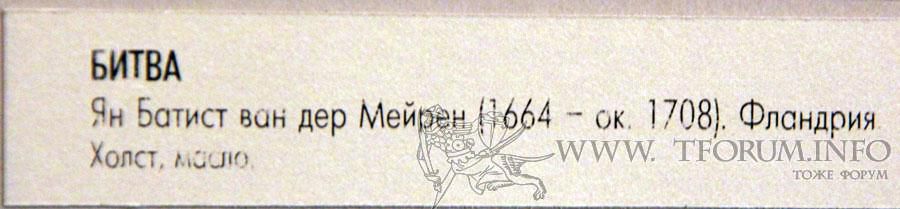 БИТВА
Ян Батист ван дер Мейрен (1664 – ок. 1708). Фландрия
Холст, масло.
WWW. TFORUM.INFO
ТОЖЕ ФОРУМ